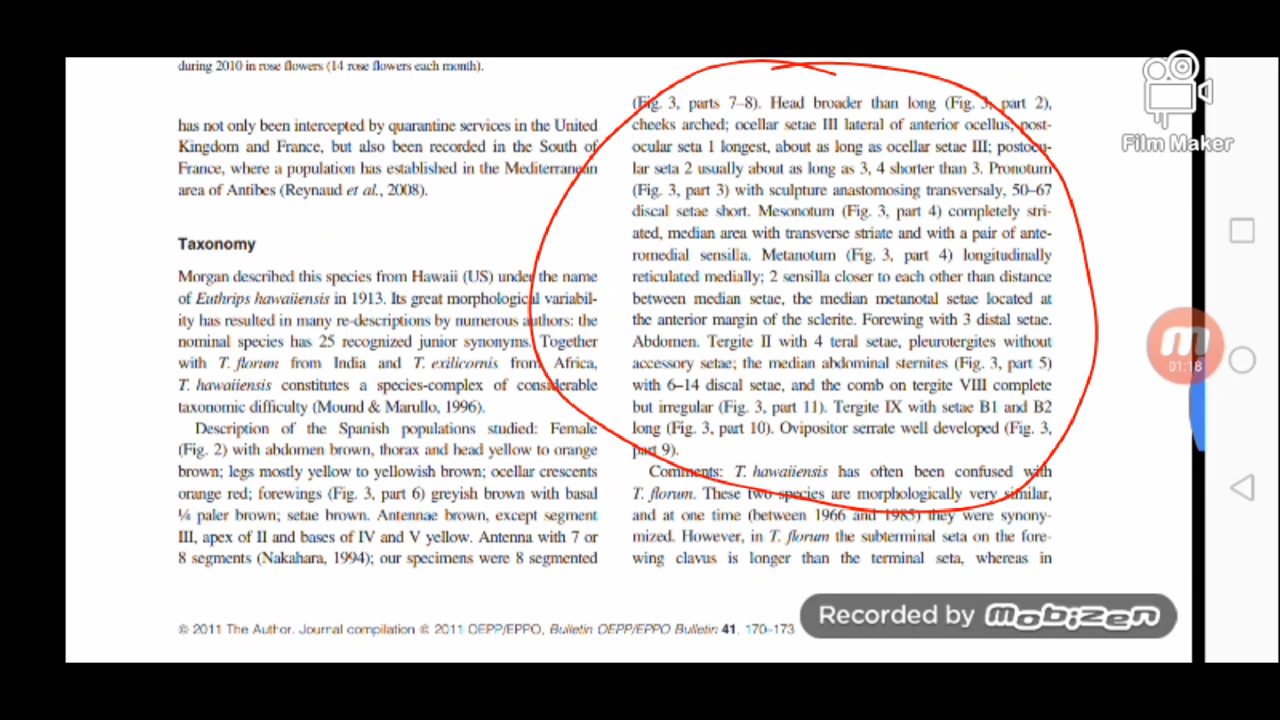 during 2010 in rose flowers (14 rose flowers each month).
has not only been intercepted by quarantine services in the United
Kingdom and France, but also been recorded in the South of
France, where a population has established in the Mediterranean
area of Antibes (Reynaud et al., 2008).
Taxonomy
Morgan described this species from Hawaii (US) under the name
of Euthrips hawaiiensis in 1913. Its great morphological variabil-
ity has resulted in many re-descriptions by numerous authors: the
nominal species has 25 recognized junior synonyms. Together
with T. florum from India and T. exilicornis from Africa,
T. hawaiiensis constitutes a species-complex of considerable
taxonomic difficulty (Mound & Marullo, 1996).
Description of the Spanish populations studied: Female
(Fig. 2) with abdomen brown, thorax and head yellow to orange
brown; legs mostly yellow to yellowish brown; ocellar crescents
orange red; forewings (Fig. 3, part 6) greyish brown with basal
¼ paler brown; setae brown. Antennae brown, except segment
III, apex of II and bases of IV and V yellow. Antenna with 7 or
8 segments (Nakahara, 1994); our specimens were 8 segmented
(Fig. 3, parts 7–8). Head broader than long (Fig. 3, part 2),
cheeks arched; ocellar setae III lateral of anterior ocellus; post-
ocular seta 1 longest, about as long as ocellar setae III; postocu-
lar seta 2 usually about as long as 3, 4 shorter than 3. Pronotum
(Fig. 3, part 3) with sculpture anastomosing transversaly, 50–67
discal setae short. Mesonotum (Fig. 3, part 4) completely stri-
ated, median area with transverse striate and with a pair of ante-
romedial sensilla. Metanotum (Fig. 3, part 4) longitudinally
reticulated medially; 2 sensilla closer to each other than distance
between median setae, the median metanotal setae located at
the anterior margin of the sclerite. Forewing with 3 distal setae.
Abdomen. Tergite II with 4 teral setae, pleurotergites without
accessory setae; the median abdominal sternites (Fig. 3, part 5)
with 6–14 discal setae, and the comb on tergite VIII complete
but irregular (Fig. 3, part 11). Tergite IX with setae B1 and B2
long (Fig. 3, part 10). Ovipositor serrate well developed (Fig. 3,
part 9).
Comments: T. hawaiiensis has often been confused with
T. florum. These two species are morphologically very similar,
and at one time (between 1966 and 1985) they were synony-
mized. However, in T. florum the subterminal seta on the fore-
wing clavus is longer than the terminal seta, whereas in
© 2011 The Author. Journal compilation © 2011 OEPP/EPPO, Bulletin OEPP/EPPO Bulletin 41, 170–173
Film Maker
01:18
Recorded by mobizen